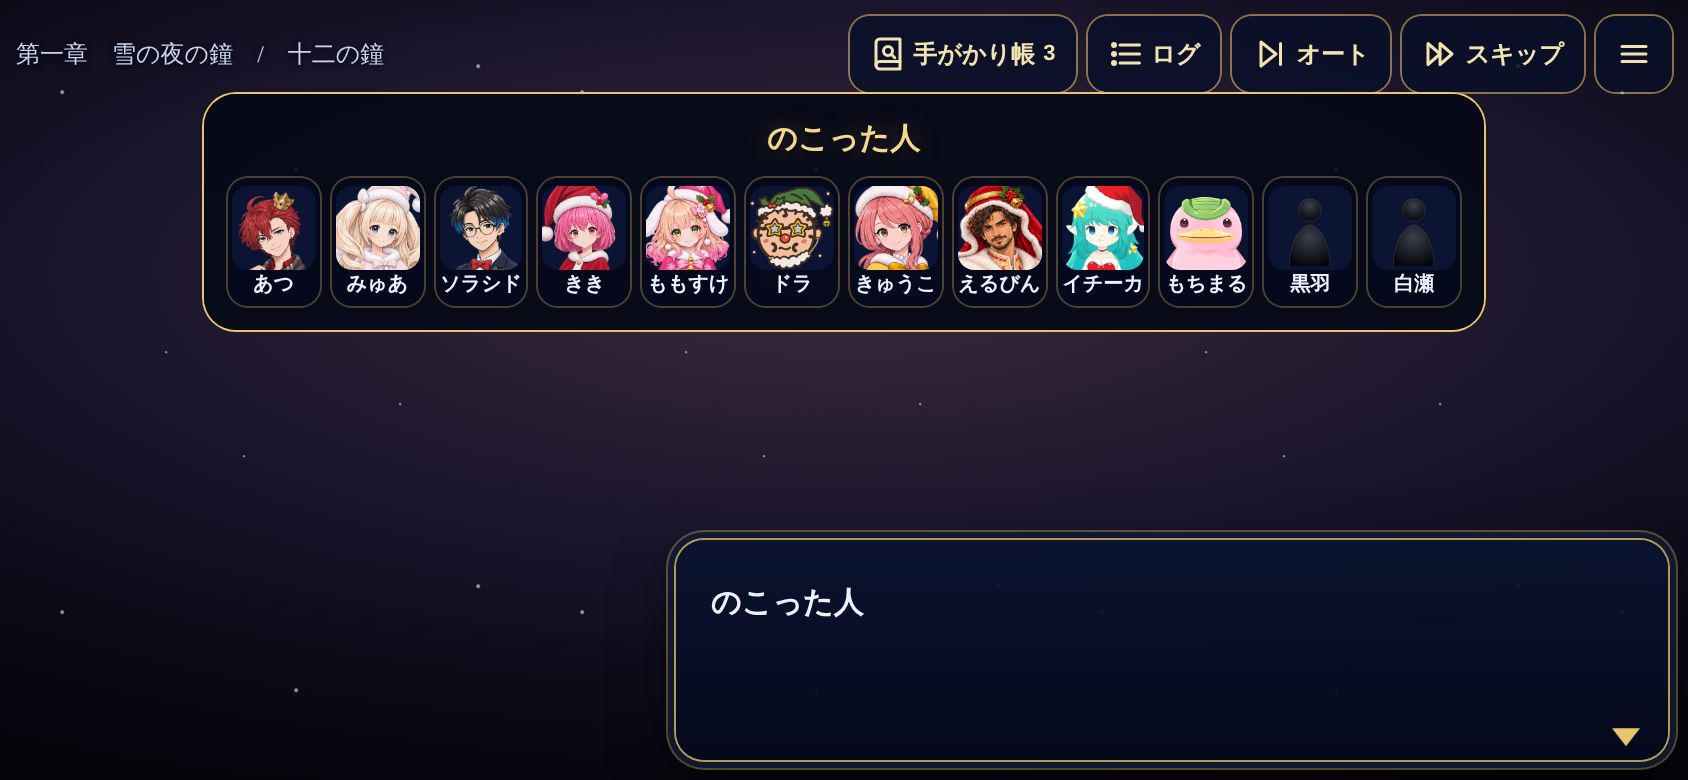 第一章 雪の夜の鐘 / 十二の鐘
手がかり帳 3
ログ
オート
スキップ
のこった人
あつ
みゅあ
ソラシド
きき
ももすけ
ドラ
きゅうこ
えるびん
イチーカ
もちまる
黒羽
白瀬
のこった人